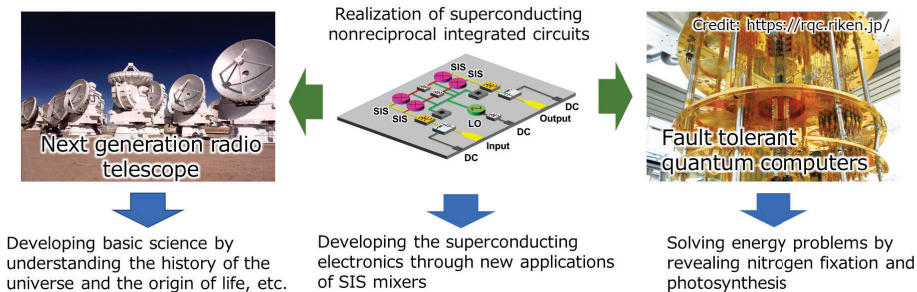 Realization of superconducting
nonreciprocal integrated circuits
Credit: https://rqc.riken.jp/
Next generation radio
telescope
SIS
SIS
SIS
SIS
LO
DC
Output
DC
Input
DC
Fault tolerant
quantum computers
Developing basic science by
understanding the history of the
universe and the origin of life, etc.
Developing the superconducting
electronics through new applications
of SIS mixers
Solving energy problems by
revealing nitrogen fixation and
photosynthesis